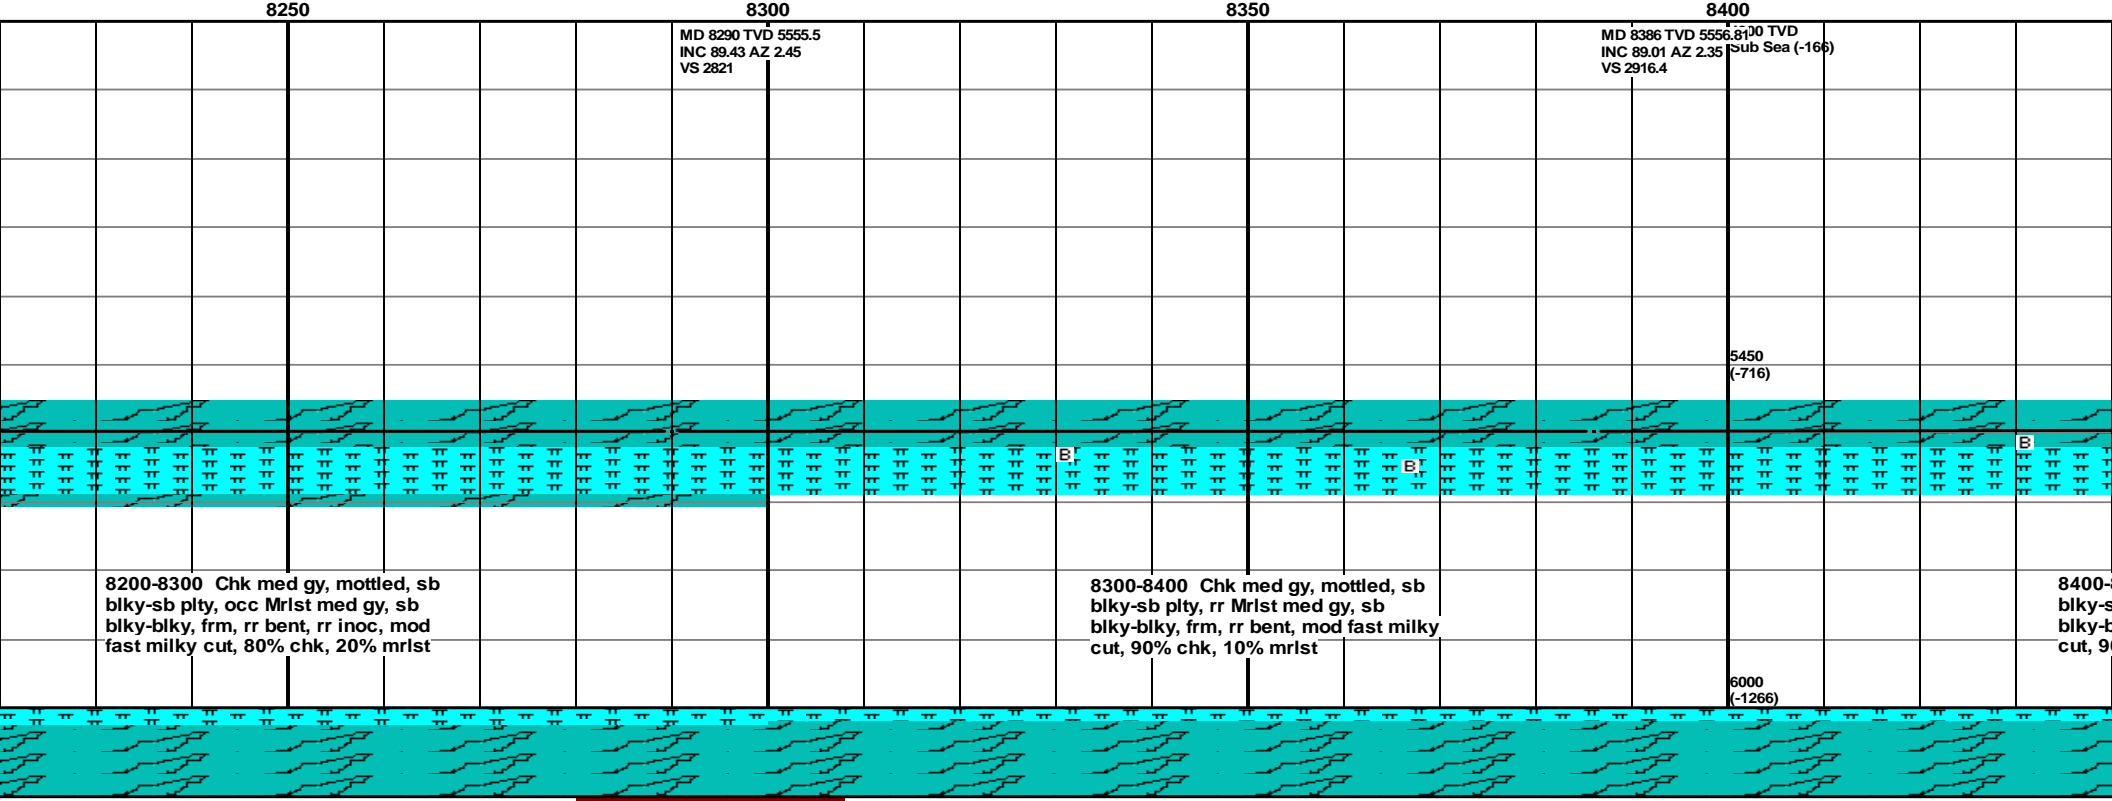 8250 8300 8350 8400
MD 8290 TVD 5555.5
INC 89.43 AZ 2.45
VS 2821
MD 8386 TVD 5556.81
INC 89.01 AZ 2.35
VS 2916.4
TVD
Sub Sea (-166)
5450
(-716)
B
B
B
8200-8300 Chk med gy, mottled, sb
blky-sb plty, occ Mrlst med gy, sb
blky-blky, frm, rr bent, rr inoc, mod
fast milky cut, 80% chk, 20% mrlst
8300-8400 Chk med gy, mottled, sb
blky-sb plty, rr Mrlst med gy, sb
blky-blky, frm, rr bent, mod fast milky
cut, 90% chk, 10% mrlst
8400-
blky-s
blky-b
cut, 9
6000
(-1266)